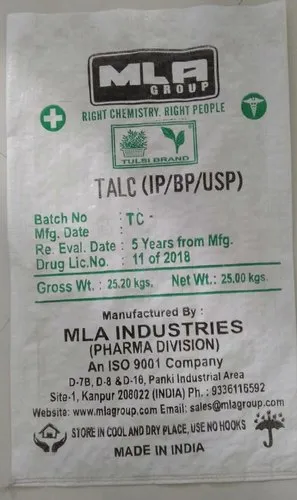 MLA
GROUP
RIGHT CHEMISTRY. RIGHT PEOPLE
TULSI BRAND
TALC (IP/BP/USP)
Batch No : TC -
Mfg. Date :
Re. Eval. Date : 5 Years from Mfg.
Drug Lic.No. : 11 of 2018
Gross Wt. : 25.20 kgs. Net Wt.: 25.00 kgs.
Manufactured By :
MLA INDUSTRIES
(PHARMA DIVISION)
An ISO 9001 Company
D-7B, D-8 & D-16, Panki Industrial Area
Site-1, Kanpur 208022 (INDIA) Ph. : 9336116592
Website: www.mlagroup.com Email: sales@mlagroup.com
STORE IN COOL AND DRY PLACE, USE NO HOOKS
MADE IN INDIA